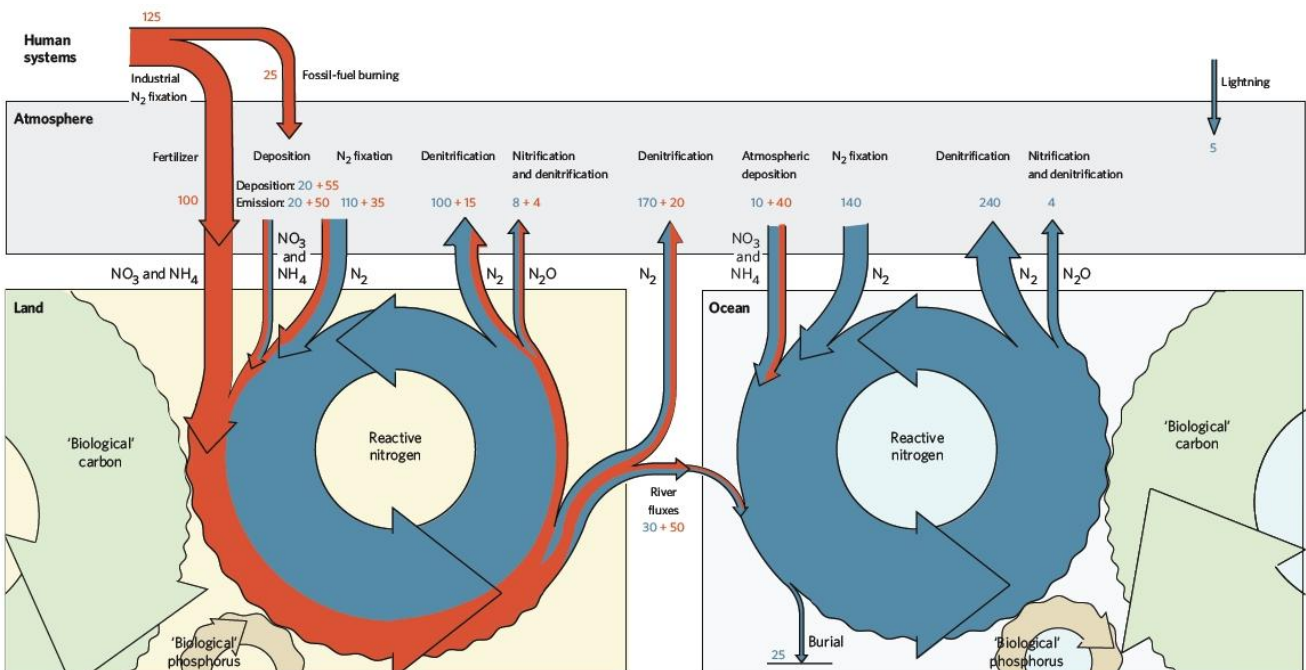 125
Human
systems
Industrial
N2 fixation
25
Fossil-fuel burning
Lightning
5
Atmosphere
Fertilizer
100
Deposition
Deposition: 20 + 55
Emission: 20 + 50
N2 fixation
110 + 35
Denitrification
100 + 15
Nitrification
and denitrification
8 + 4
Denitrification
170 + 20
Atmospheric
deposition
10 + 40
N2 fixation
140
Denitrification
240
Nitrification
and denitrification
4
NO3 and NH4
NO3
and
NH4
N2
N2
N2O
N2
NO3
and
NH4
N2
N2
N2O
Land
'Biological'
carbon
Reactive
nitrogen
'Biological'
phosphorus
River
fluxes
30 + 50
Ocean
Reactive
nitrogen
'Biological'
carbon
Burial
25
'Biological'
phosphorus